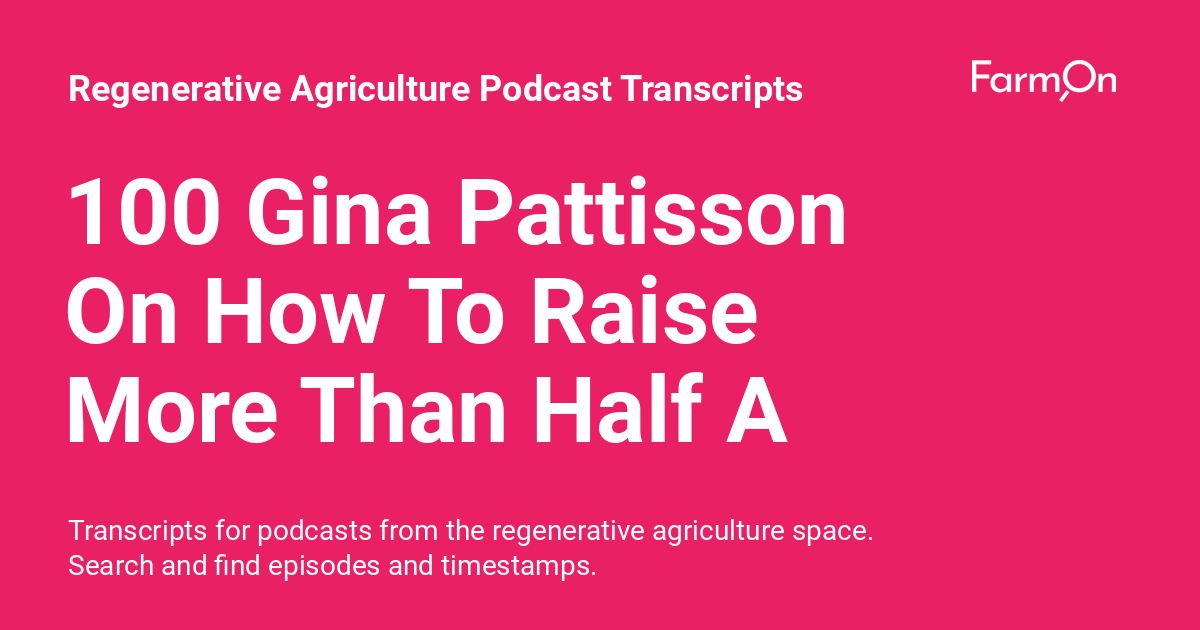 Regenerative Agriculture Podcast Transcripts
FarmOn
100 Gina Pattisson
On How To Raise
More Than Half A
Transcripts for podcasts from the regenerative agriculture space.
Search and find episodes and timestamps.